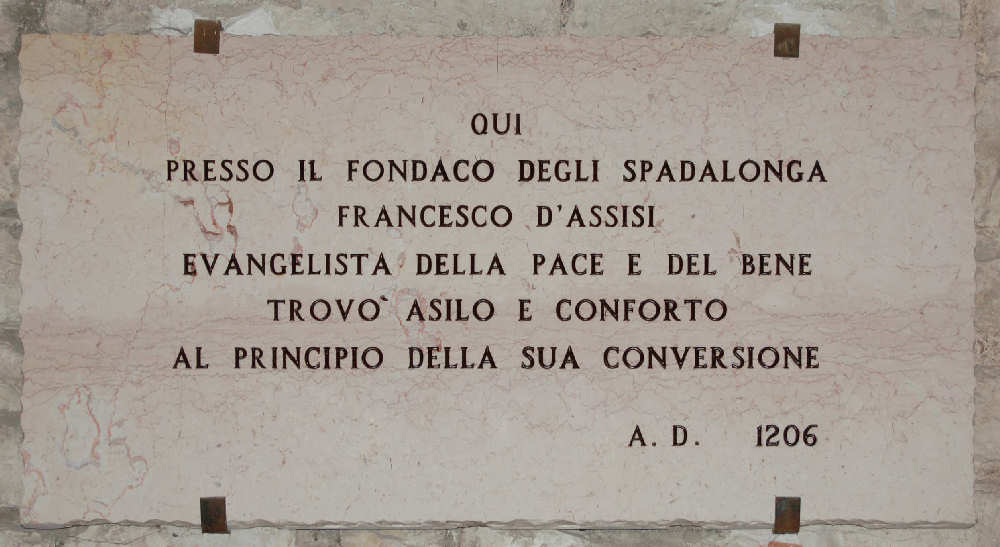 QUI
PRESSO IL FONDACO DEGLI SPADALONGA
FRANCESCO D'ASSISI
EVANGELISTA DELLA PACE E DEL BENE
TROVO` ASILO E CONFORTO
AL PRINCIPIO DELLA SUA CONVERSIONE
A. D. 1206